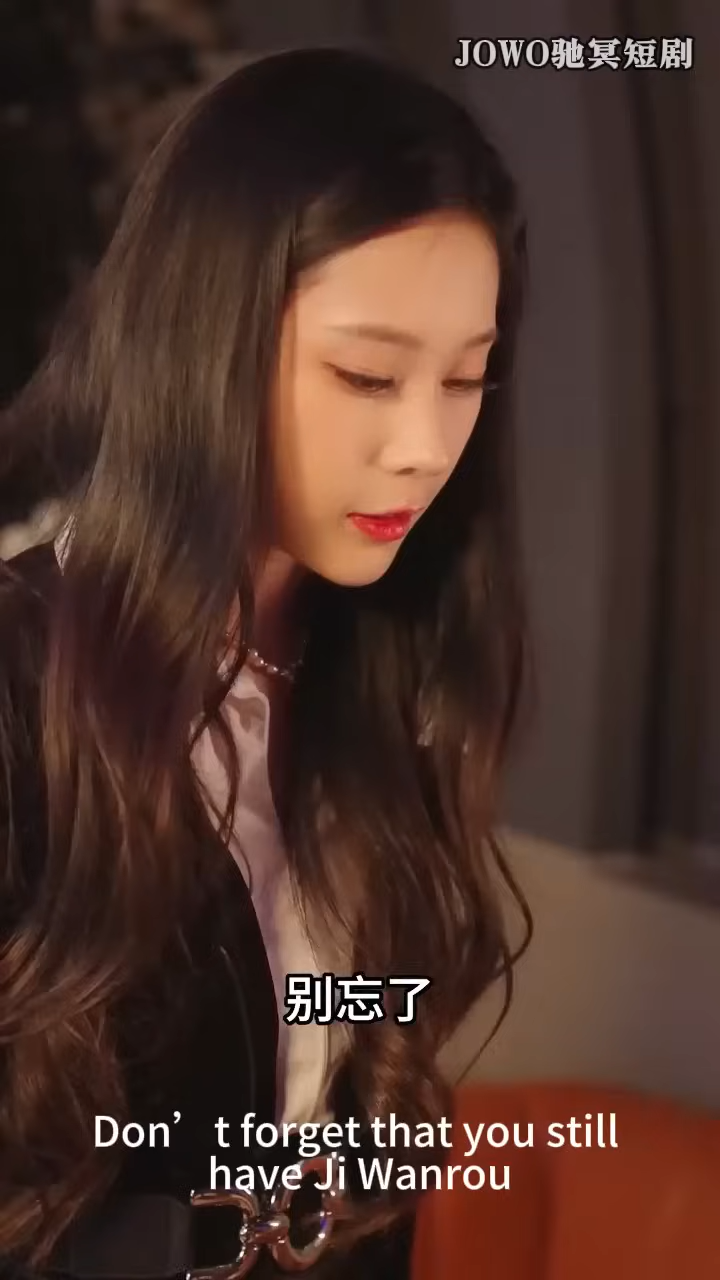 JOWO驰冥短剧
别忘了
Don’t forget that you still
have Ji Wanrou